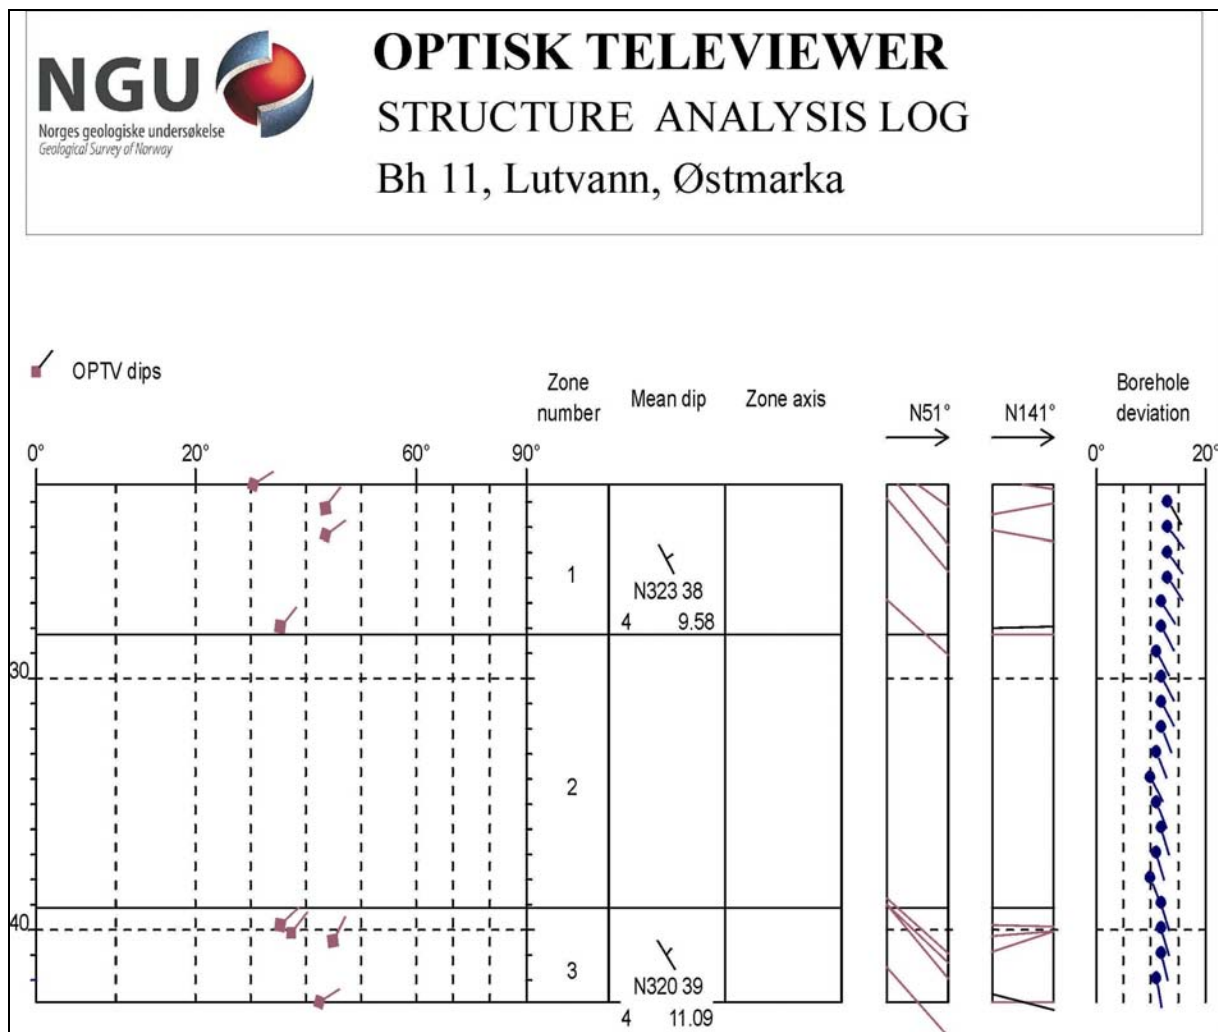 NGU
Norges geologiske undersøkelse
Geological Survey of Norway
OPTISK TELEVIEWER
STRUCTURE ANALYSIS LOG
Bh 11, Lutvann, Østmarka
OPTV dips
Zone number
Mean dip
Zone axis
N51°
N141°
Borehole deviation
0° 20° 60° 90°
0° 20°
1
N323 38
4 9.58
30
2
40
3
N320 39
4 11.09